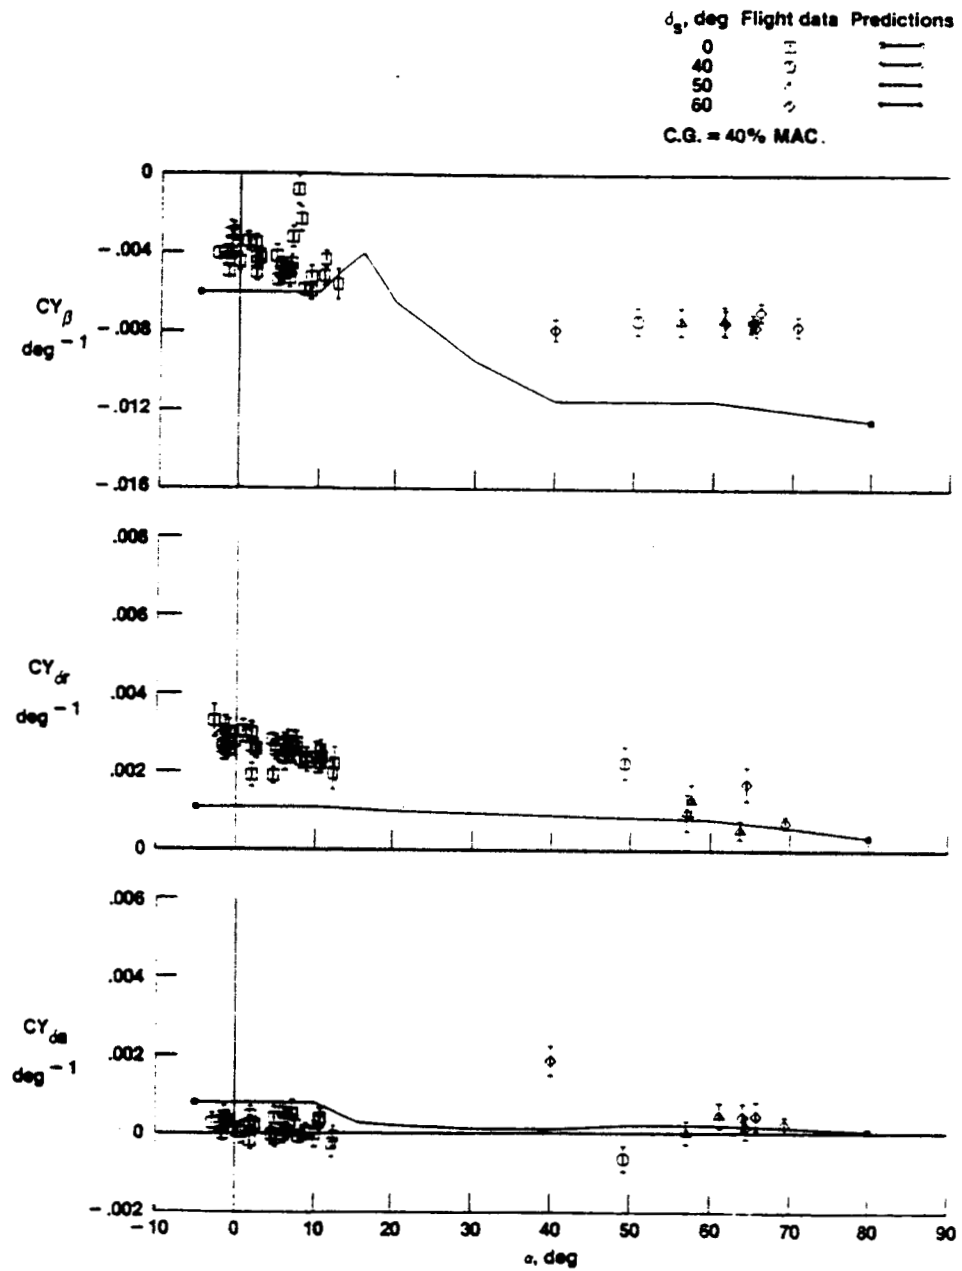 δs, deg Flight data Predictions
0
40
50
60
C.G. = 40% MAC.
0
-.004
CYβ
-.008
deg -1
-.012
-.016
.008
.006
CYδr
.004
deg -1
.002
0
.006
.004
CYδa
deg -1
.002
0
-.002
-10 0 10 20 30 40 50 60 70 80 90
α, deg